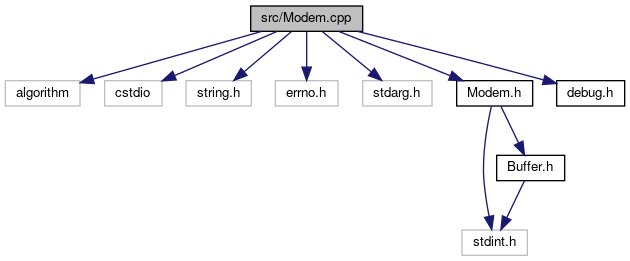 src/Modem.cpp
algorithm
cstdio
string.h
errno.h
stdarg.h
Modem.h
debug.h
Buffer.h
stdint.h